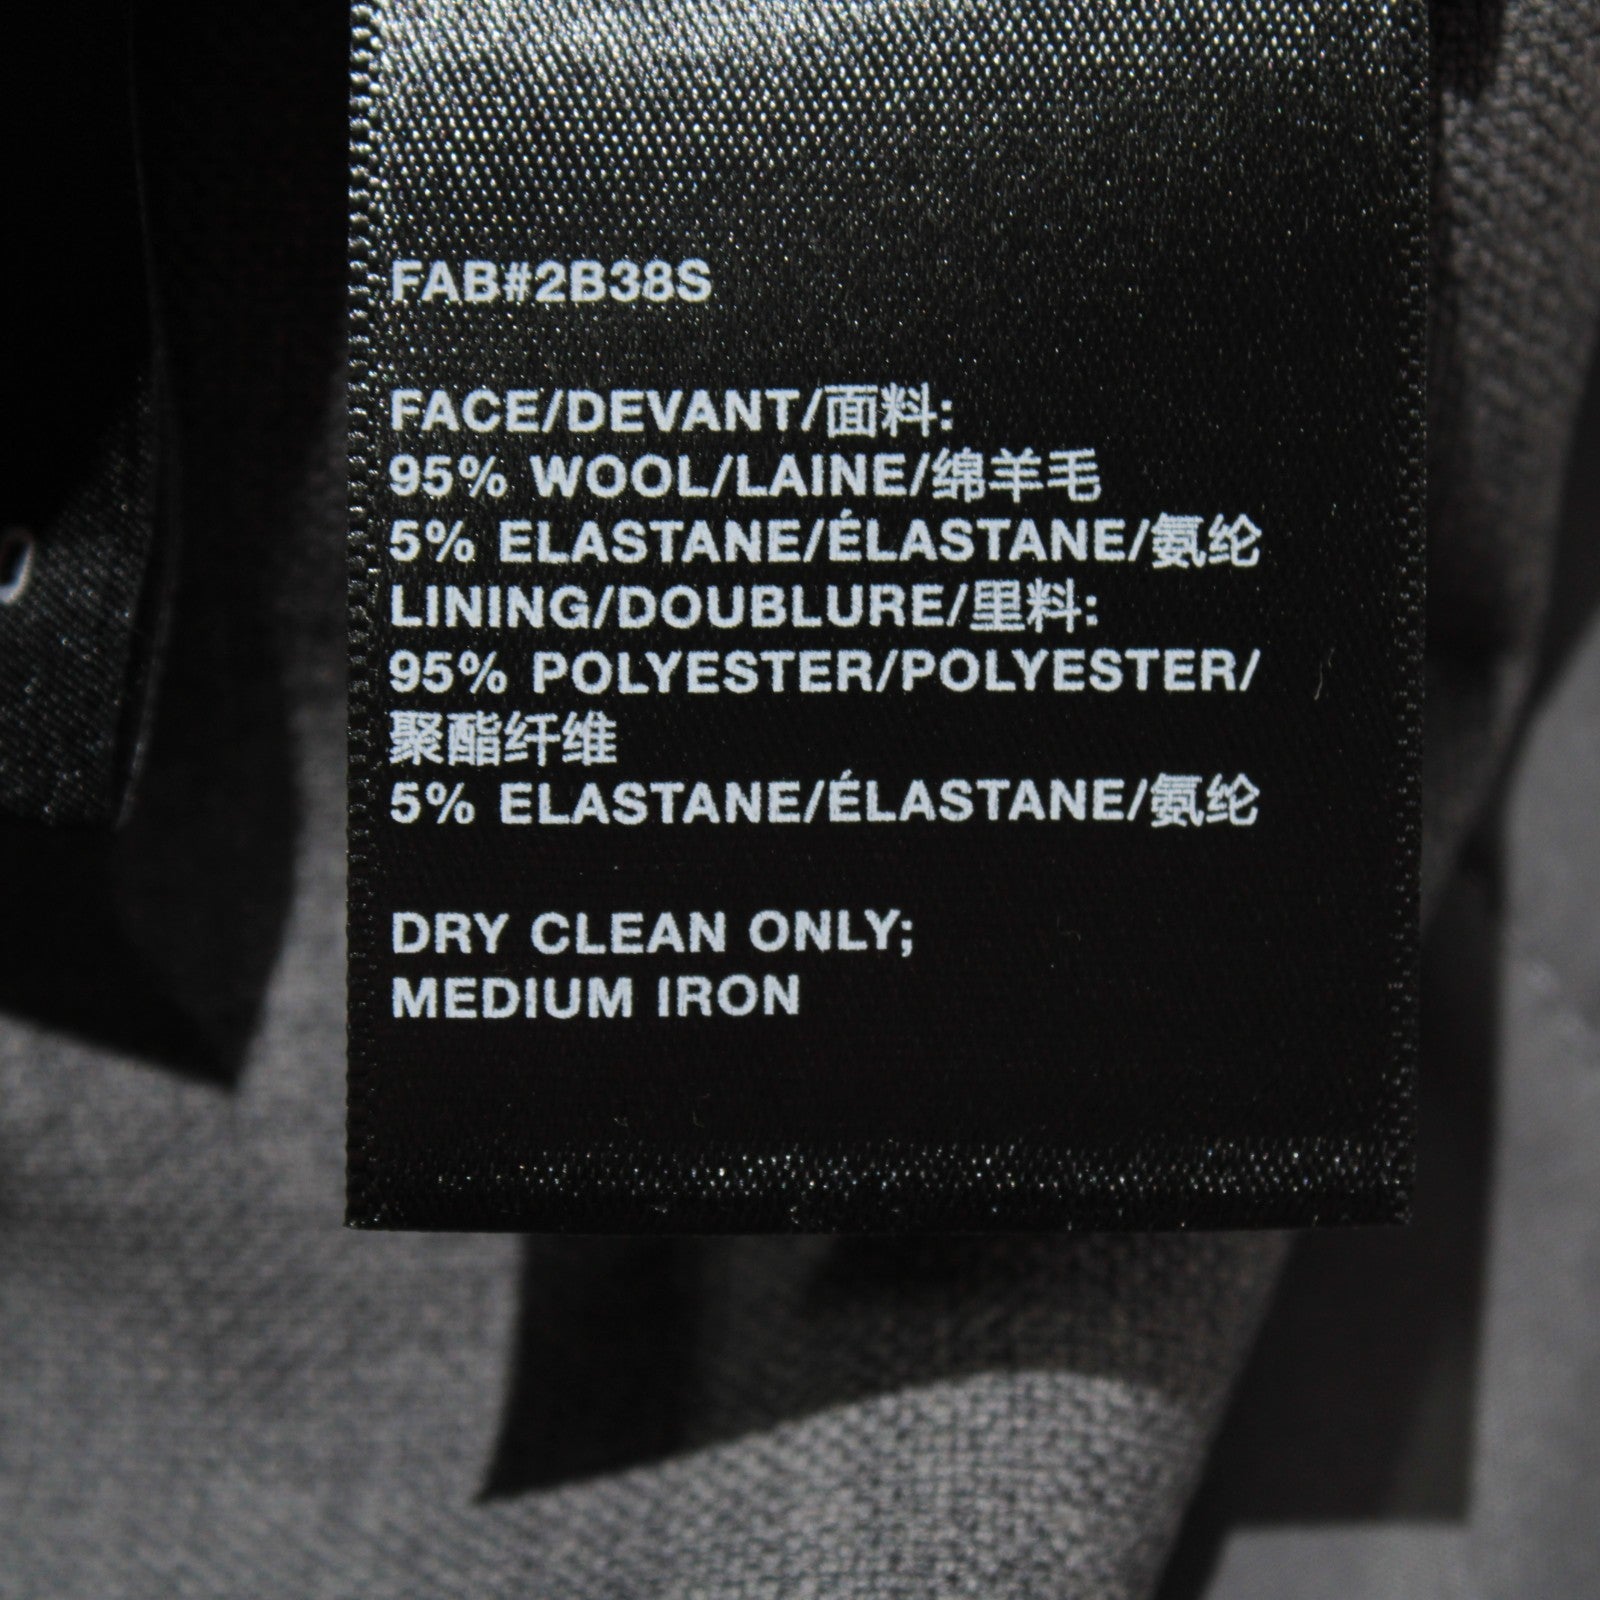 FAB#2B38S
FACE/DEVANT/面料:
95% WOOL/LAINE/绵羊毛
5% ELASTANE/ÉLASTANE/氨纶
LINING/DOUBLURE/里料:
95% POLYESTER/POLYESTER/
聚酯纤维
5% ELASTANE/ÉLASTANE/氨纶
DRY CLEAN ONLY;
MEDIUM IRON